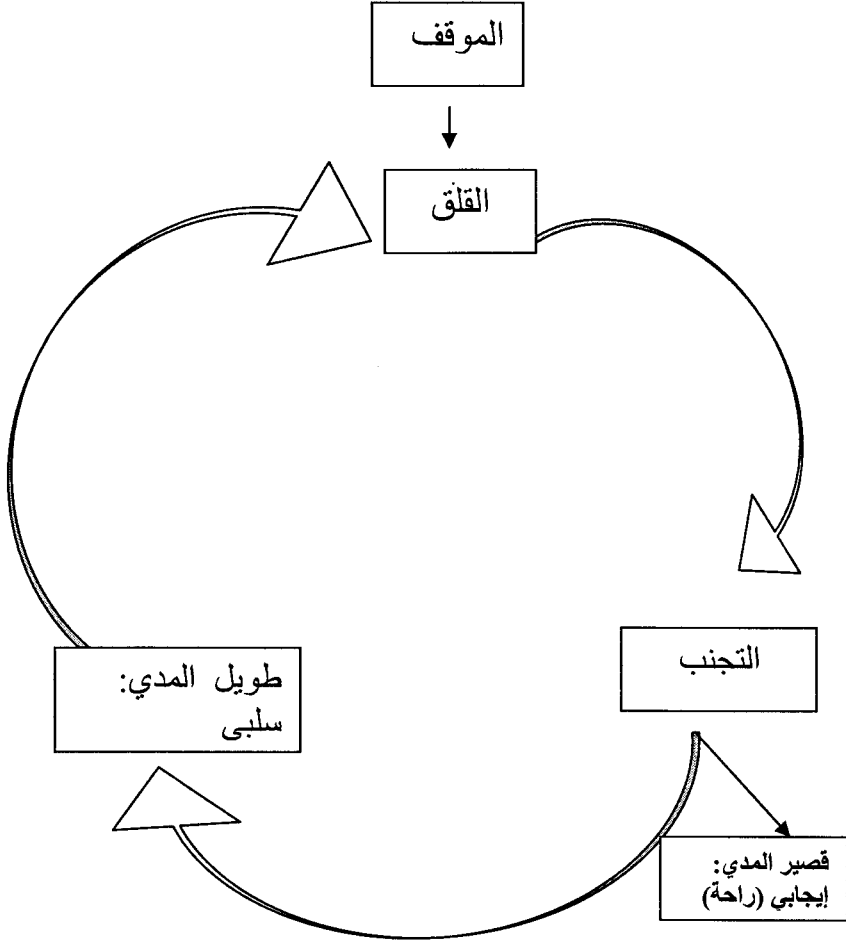 الموقف
القلق
التجنب
طويل المدي:
سلبى
قصير المدي:
إيجابي (راحة)